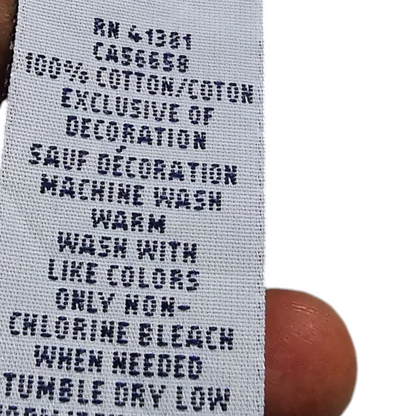 RN 41381
CA56658
100% COTTON/COTON
EXCLUSIVE OF
DECORATION
SAUF DÉCORATION
MACHINE WASH
WARM
WASH WITH
LIKE COLORS
ONLY NON-
CHLORINE BLEACH
WHEN NEEDED
TUMBLE DRY LOW